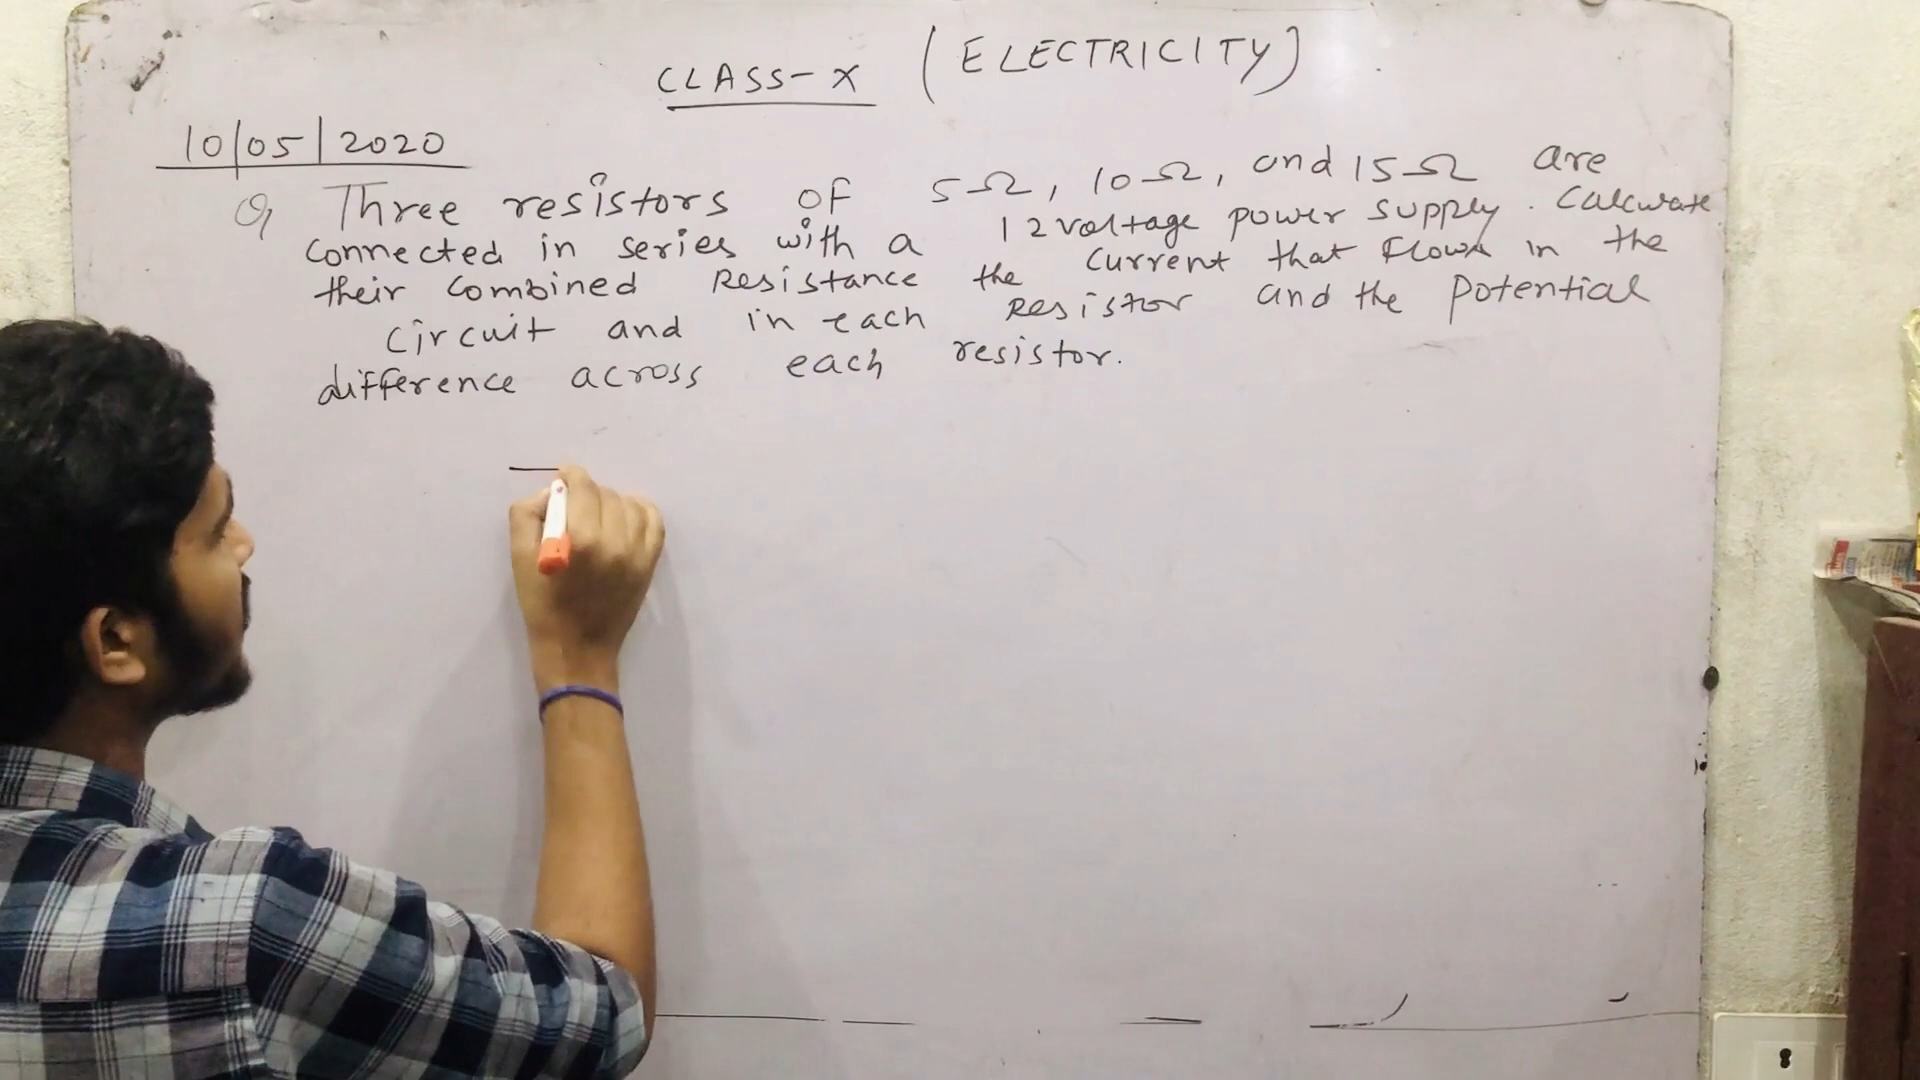 CLASS-X (ELECTRICITY)
10/05/2020
Q Three resistors of 5Ω, 10Ω, and 15Ω are
connected in series with a 12 voltage power supply. Calculate
their combined Resistance the current that flows in the
circuit and in each Resistor and the potential
difference across each resistor.